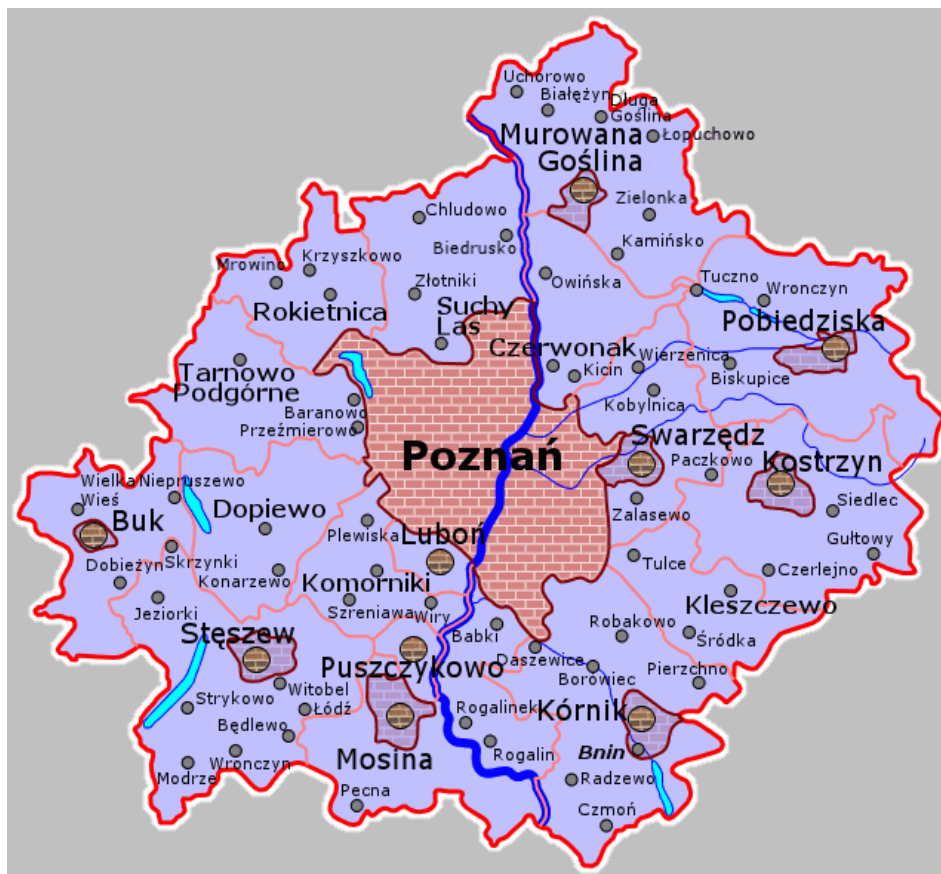 Uchorowo
Białężyn
Długa
Goślina
Łopuchowo
Murowana
Goślina
Zielonka
Chludowo
Biedrusko
Kamińsko
Mrowino
Krzyszkowo
Złotniki
Owińska
Tuczno
Wronczyn
Rokietnica
Suchy
Las
Pobiedziska
Czerwonak
Wierzenica
Kicin
Biskupice
Tarnowo
Podgórne
Baranowo
Przeźmierowo
Kobylnica
Poznań
Swarzędz
Paczkowo
Kostrzyn
Wielka
Wieś
Niepruszewo
Siedlec
Buk
Dopiewo
Plewiska
Luboń
Zalasewo
Gułtowy
Dobieżyn
Skrzynki
Konarzewo
Komorniki
Tulce
Czerlejno
Jeziorki
Szreniawa
Wiry
Kleszczewo
Stęszew
Babki
Robakowo
Śródka
Puszczykowo
Daszewice
Borowiec
Pierzchno
Strykowo
Witobel
Łódź
Będlewo
Rogalinek
Kórnik
Modrze
Wronczyn
Mosina
Rogalin
Bnin
Radzewo
Pecna
Czmoń